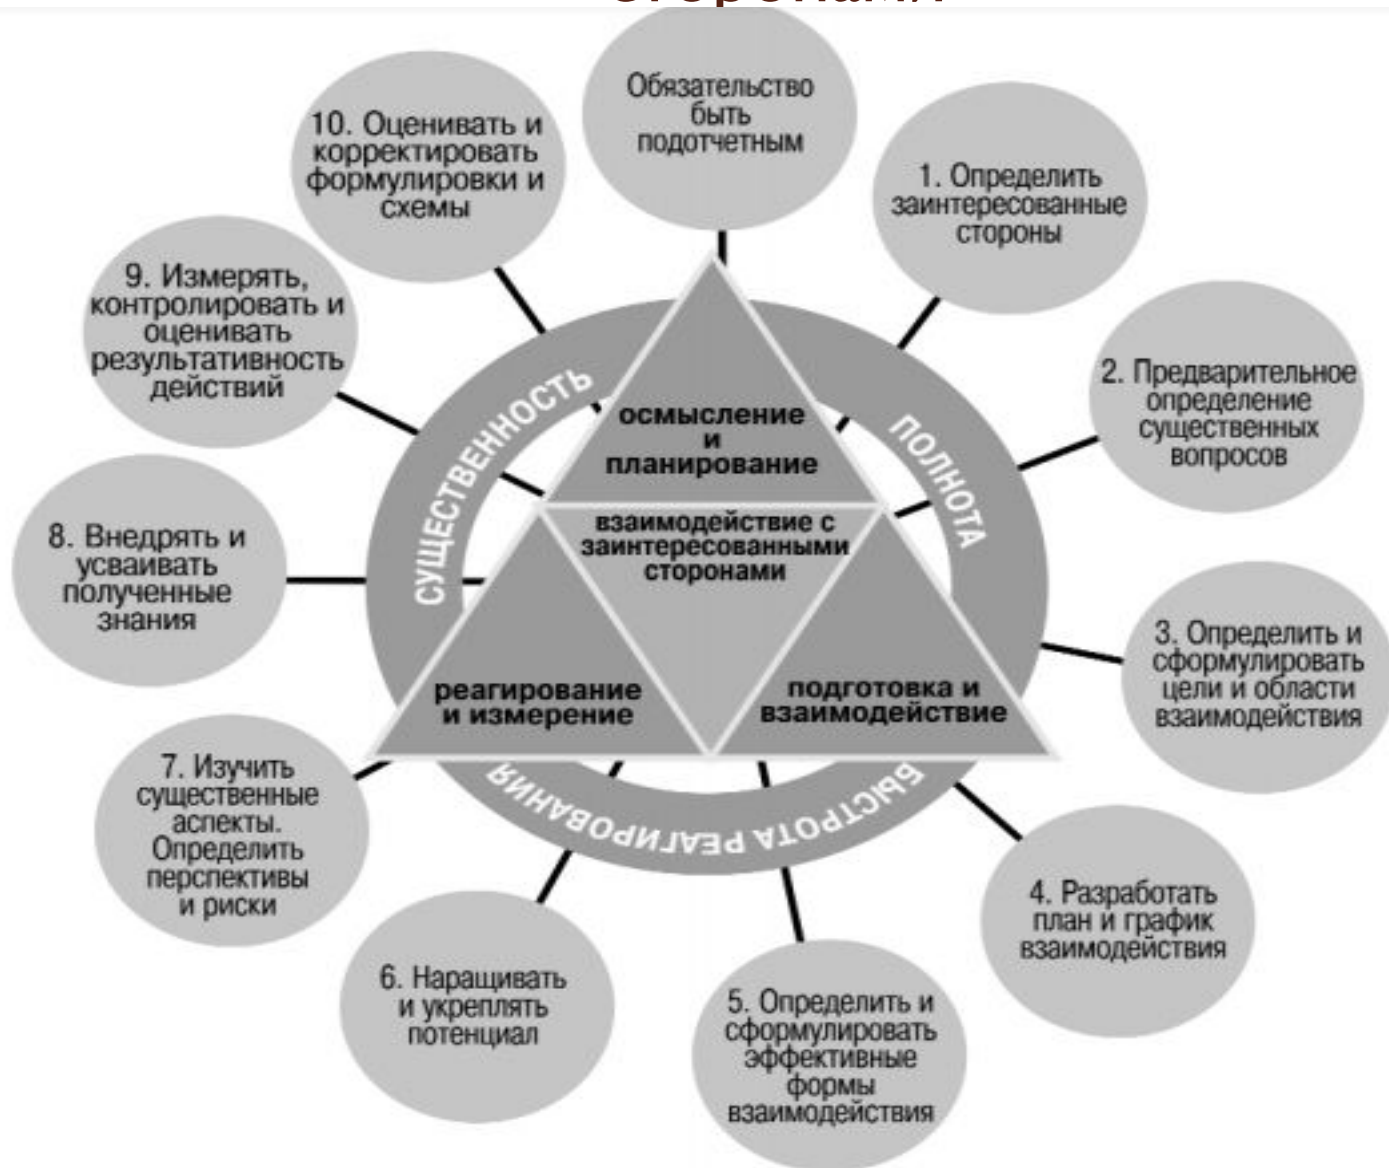 сторонами
Обязательство
быть
подотчетным
1. Определить
заинтересованные
стороны
2. Предварительное
определение
существенных
вопросов
3. Определить и
сформулировать
цели и области
взаимодействия
4. Разработать
план и график
взаимодействия
5. Определить и
сформулировать
эффективные
формы
взаимодействия
6. Наращивать
и укреплять
потенциал
7. Изучить
существенные
аспекты.
Определить
перспективы
и риски
8. Внедрять и
усваивать
полученные
знания
9. Измерять,
контролировать и
оценивать
результативность
действий
10. Оценивать и
корректировать
формулировки и
схемы
СУЩЕСТВЕННОСТЬ
ПОЛНОТА
БЫСТРОТА РЕАГИРОВАНИЯ
осмысление
и
планирование
взаимодействие с
заинтересованными
сторонами
реагирование
и измерение
подготовка и
взаимодействие